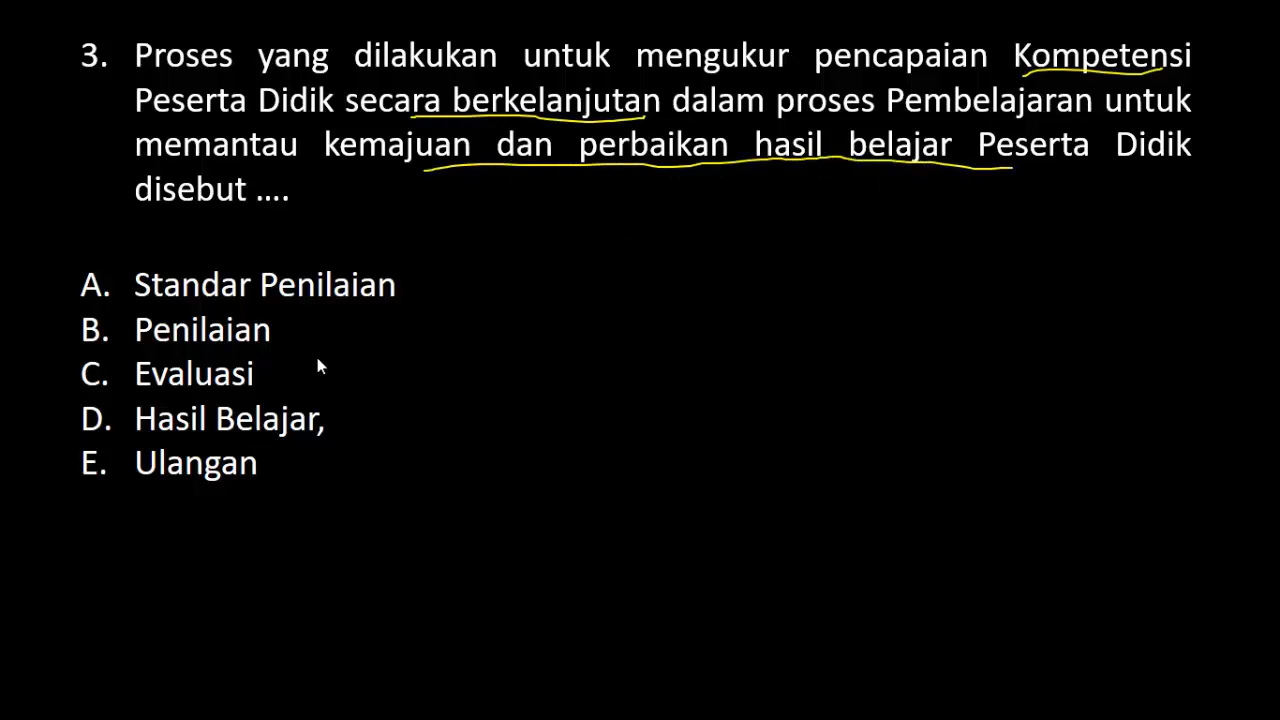 3. Proses yang dilakukan untuk mengukur pencapaian Kompetensi
Peserta Didik secara berkelanjutan dalam proses Pembelajaran untuk
memantau kemajuan dan perbaikan hasil belajar Peserta Didik
disebut ....
A. Standar Penilaian
B. Penilaian
C. Evaluasi
D. Hasil Belajar,
E. Ulangan